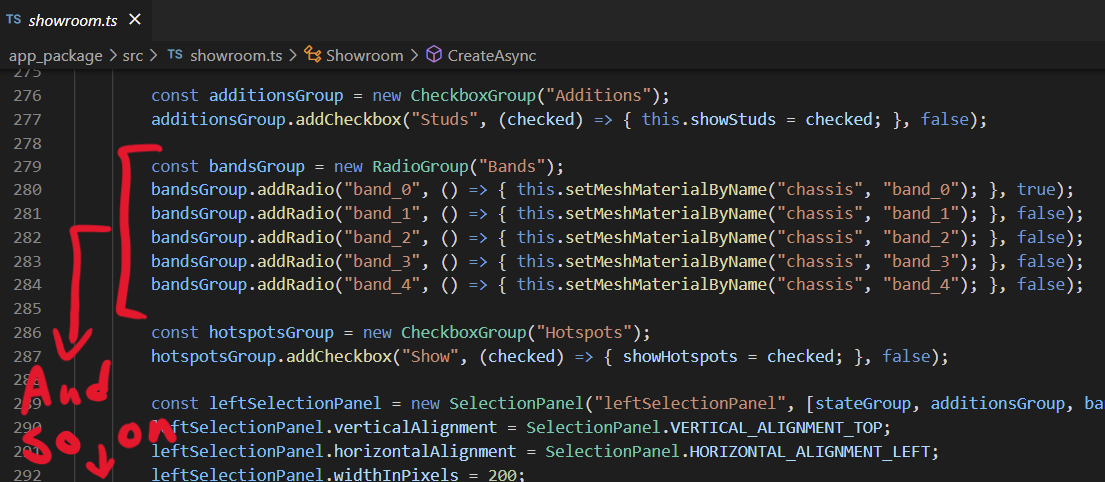 TS showroom.ts ×
app_package > src > TS showroom.ts > Showroom > CreateAsync
275
276 const additionsGroup = new CheckboxGroup("Additions");
277 additionsGroup.addCheckbox("Studs", (checked) => { this.showStuds = checked; }, false);
278
279 const bandsGroup = new RadioGroup("Bands");
280 bandsGroup.addRadio("band_0", () => { this.setMeshMaterialByName("chassis", "band_0"); }, true);
281 bandsGroup.addRadio("band_1", () => { this.setMeshMaterialByName("chassis", "band_1"); }, false);
282 bandsGroup.addRadio("band_2", () => { this.setMeshMaterialByName("chassis", "band_2"); }, false);
283 bandsGroup.addRadio("band_3", () => { this.setMeshMaterialByName("chassis", "band_3"); }, false);
284 bandsGroup.addRadio("band_4", () => { this.setMeshMaterialByName("chassis", "band_4"); }, false);
285
286 const hotspotsGroup = new CheckboxGroup("Hotspots");
287 hotspotsGroup.addCheckbox("Show", (checked) => { showHotspots = checked; }, false);
288
And
289 const leftSelectionPanel = new SelectionPanel("leftSelectionPanel", [stateGroup, additionsGroup, ba
so on
290 leftSelectionPanel.verticalAlignment = SelectionPanel.VERTICAL_ALIGNMENT_TOP;
291 leftSelectionPanel.horizontalAlignment = SelectionPanel.HORIZONTAL_ALIGNMENT_LEFT;
292 leftSelectionPanel.widthInPixels = 200;